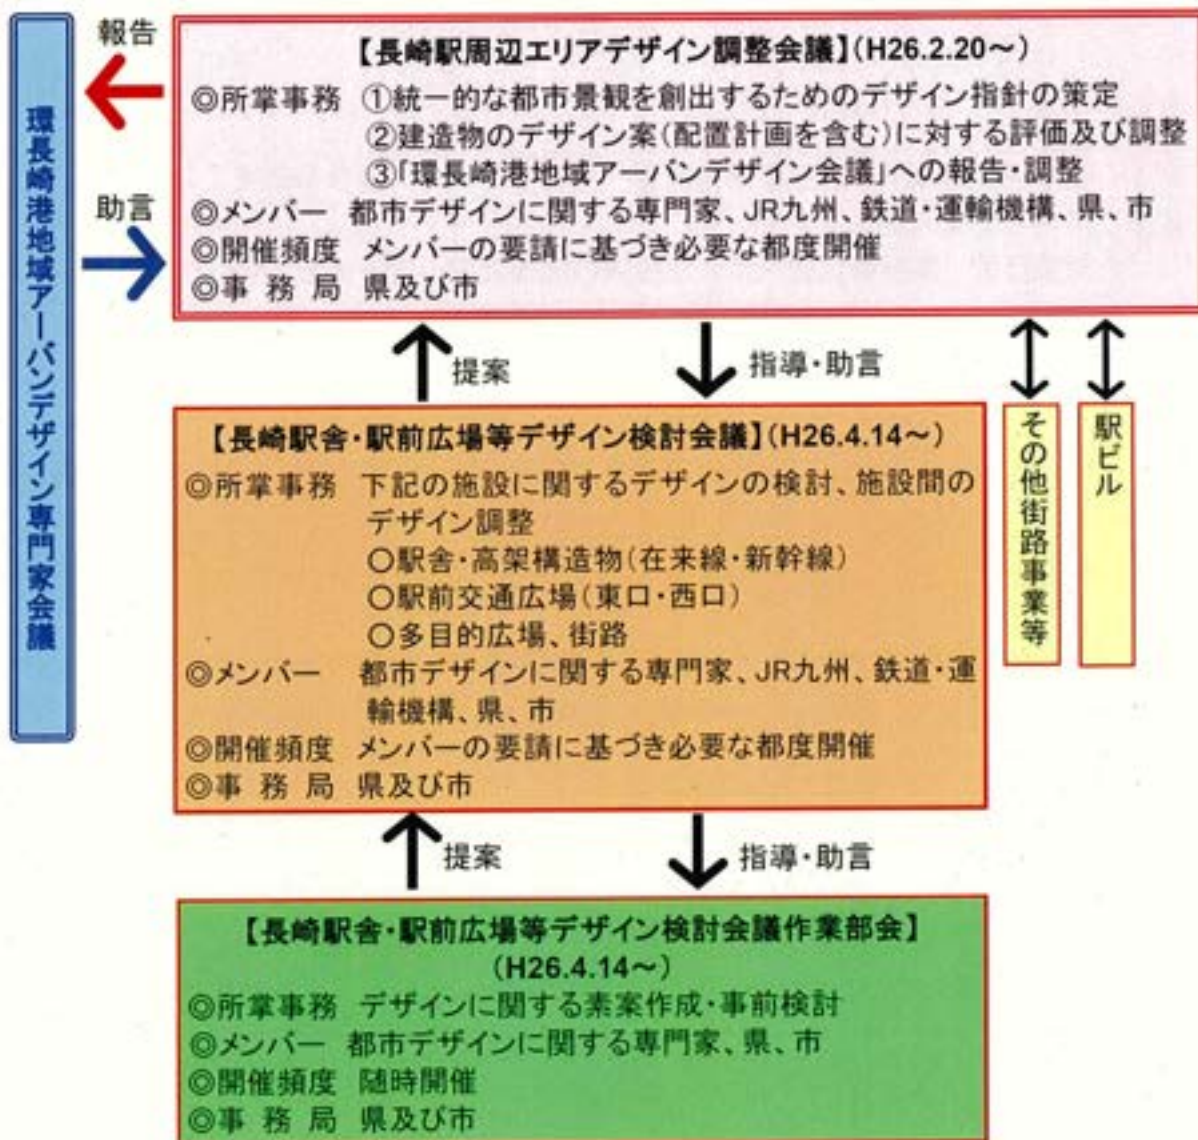 環長崎港地域アーバンデザイン専門家会議
報告
助言
【長崎駅周辺エリアデザイン調整会議】(H26.2.20～)
◎所掌事務 ①統一的な都市景観を創出するためのデザイン指針の策定
②建造物のデザイン案(配置計画を含む)に対する評価及び調整
③「環長崎港地域アーバンデザイン会議」への報告・調整
◎メンバー 都市デザインに関する専門家、JR九州、鉄道・運輸機構、県、市
◎開催頻度 メンバーの要請に基づき必要な都度開催
◎事 務 局 県及び市
提案
指導・助言
【長崎駅舎・駅前広場等デザイン検討会議】(H26.4.14～)
◎所掌事務 下記の施設に関するデザインの検討、施設間の
デザイン調整
○駅舎・高架構造物(在来線・新幹線)
○駅前交通広場(東口・西口)
○多目的広場、街路
◎メンバー 都市デザインに関する専門家、JR九州、鉄道・運
輸機構、県、市
◎開催頻度 メンバーの要請に基づき必要な都度開催
◎事 務 局 県及び市
その他街路事業等
駅ビル
提案
指導・助言
【長崎駅舎・駅前広場等デザイン検討会議作業部会】
(H26.4.14～)
◎所掌事務 デザインに関する素案作成・事前検討
◎メンバー 都市デザインに関する専門家、県、市
◎開催頻度 随時開催
◎事 務 局 県及び市